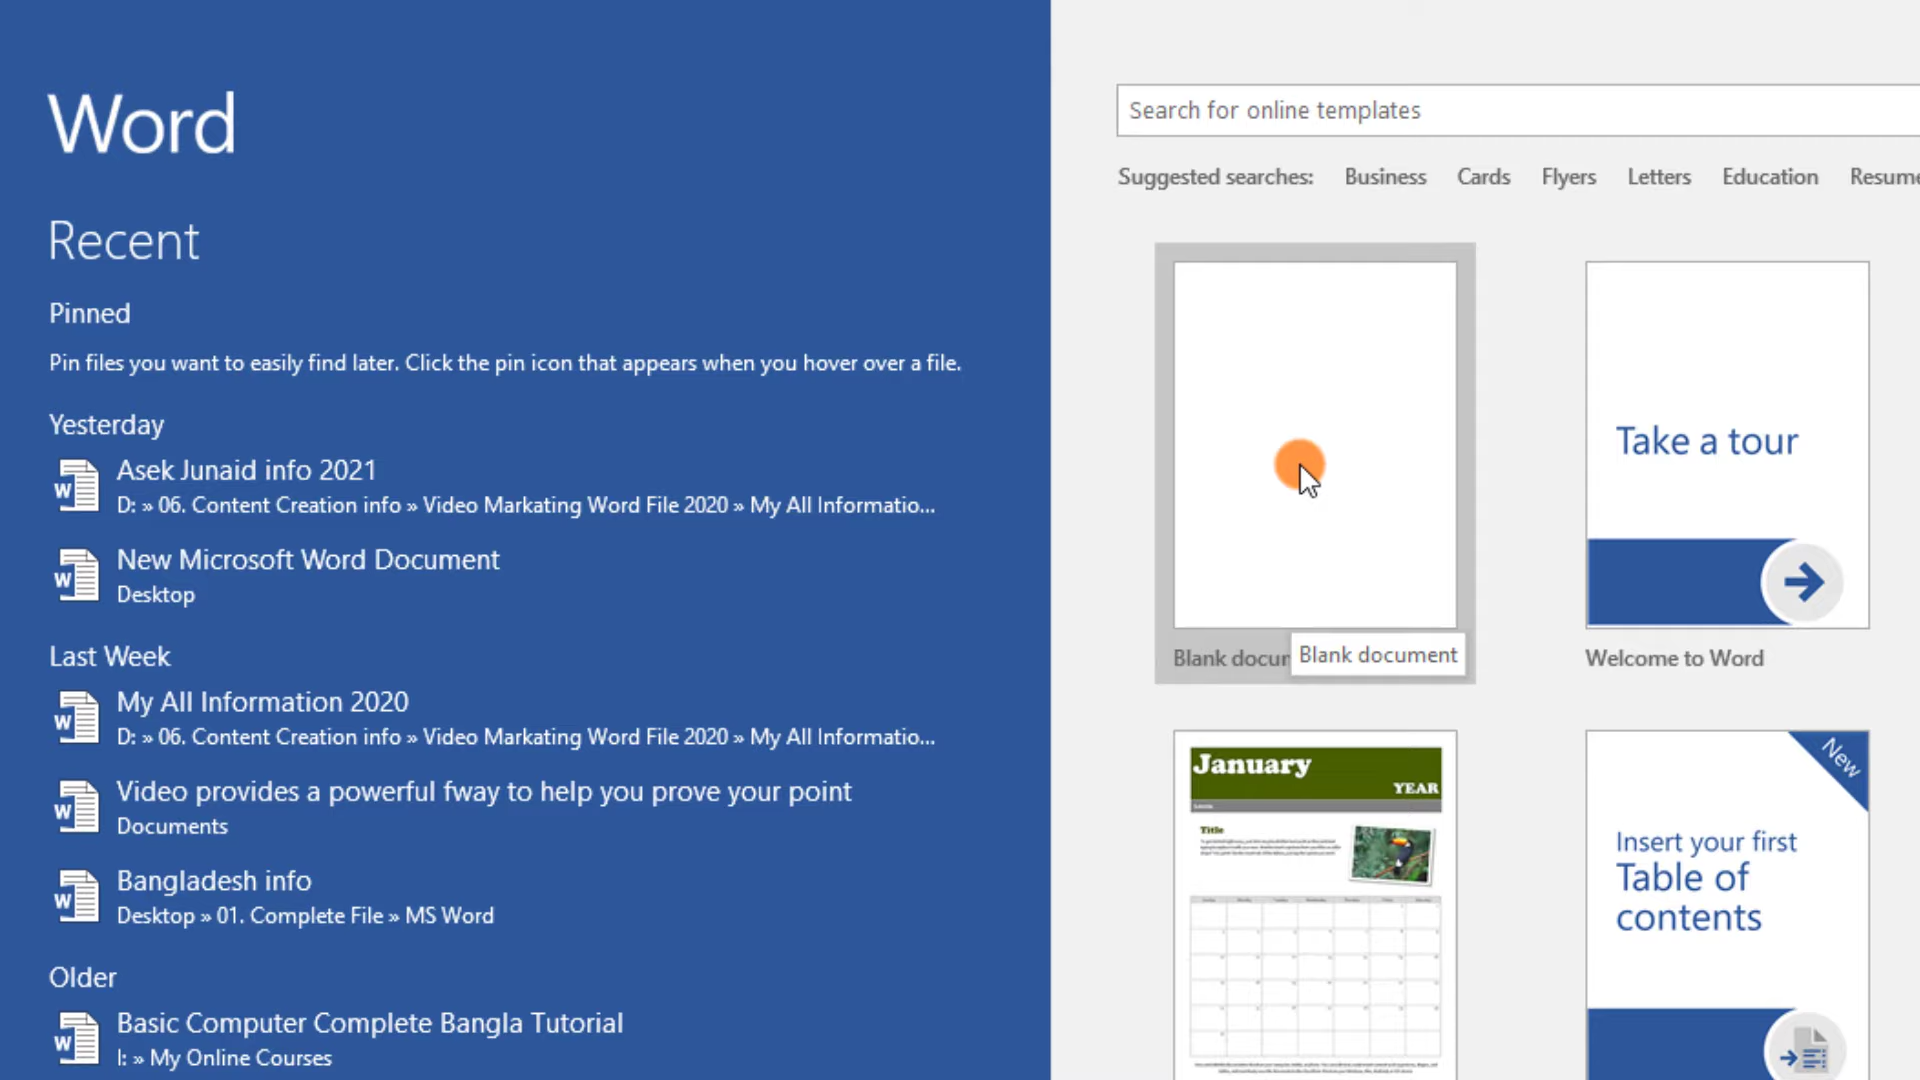 Word
Recent
Pinned
Pin files you want to easily find later. Click the pin icon that appears when you hover over a file.
Yesterday
Asek Junaid info 2021
D: » 06. Content Creation info » Video Markating Word File 2020 » My All Informatio...
New Microsoft Word Document
Desktop
Last Week
My All Information 2020
D: » 06. Content Creation info » Video Markating Word File 2020 » My All Informatio...
Video provides a powerful fway to help you prove your point
Documents
Bangladesh info
Desktop » 01. Complete File » MS Word
Older
Basic Computer Complete Bangla Tutorial
I: » My Online Courses
Search for online templates
Suggested searches: Business Cards Flyers Letters Education Resume
Take a tour
Blank docum
Blank document
Welcome to Word
January
YEAR
Title
New
Insert your first
Table of
contents